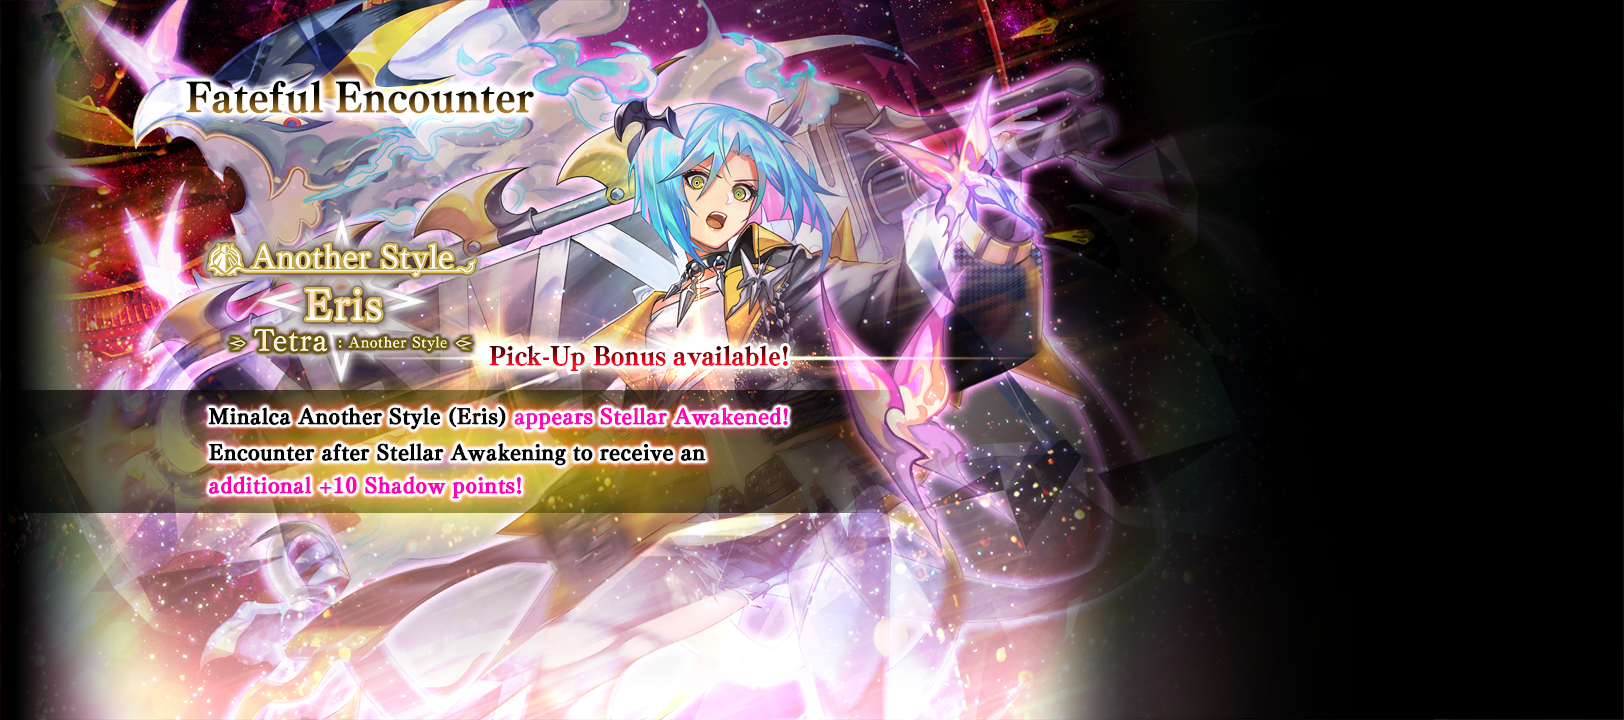 Fateful Encounter
Another Style
Eris
Tetra : Another Style
Pick-Up Bonus available!
Minalca Another Style (Eris) appears Stellar Awakened!
Encounter after Stellar Awakening to receive an
additional +10 Shadow points!